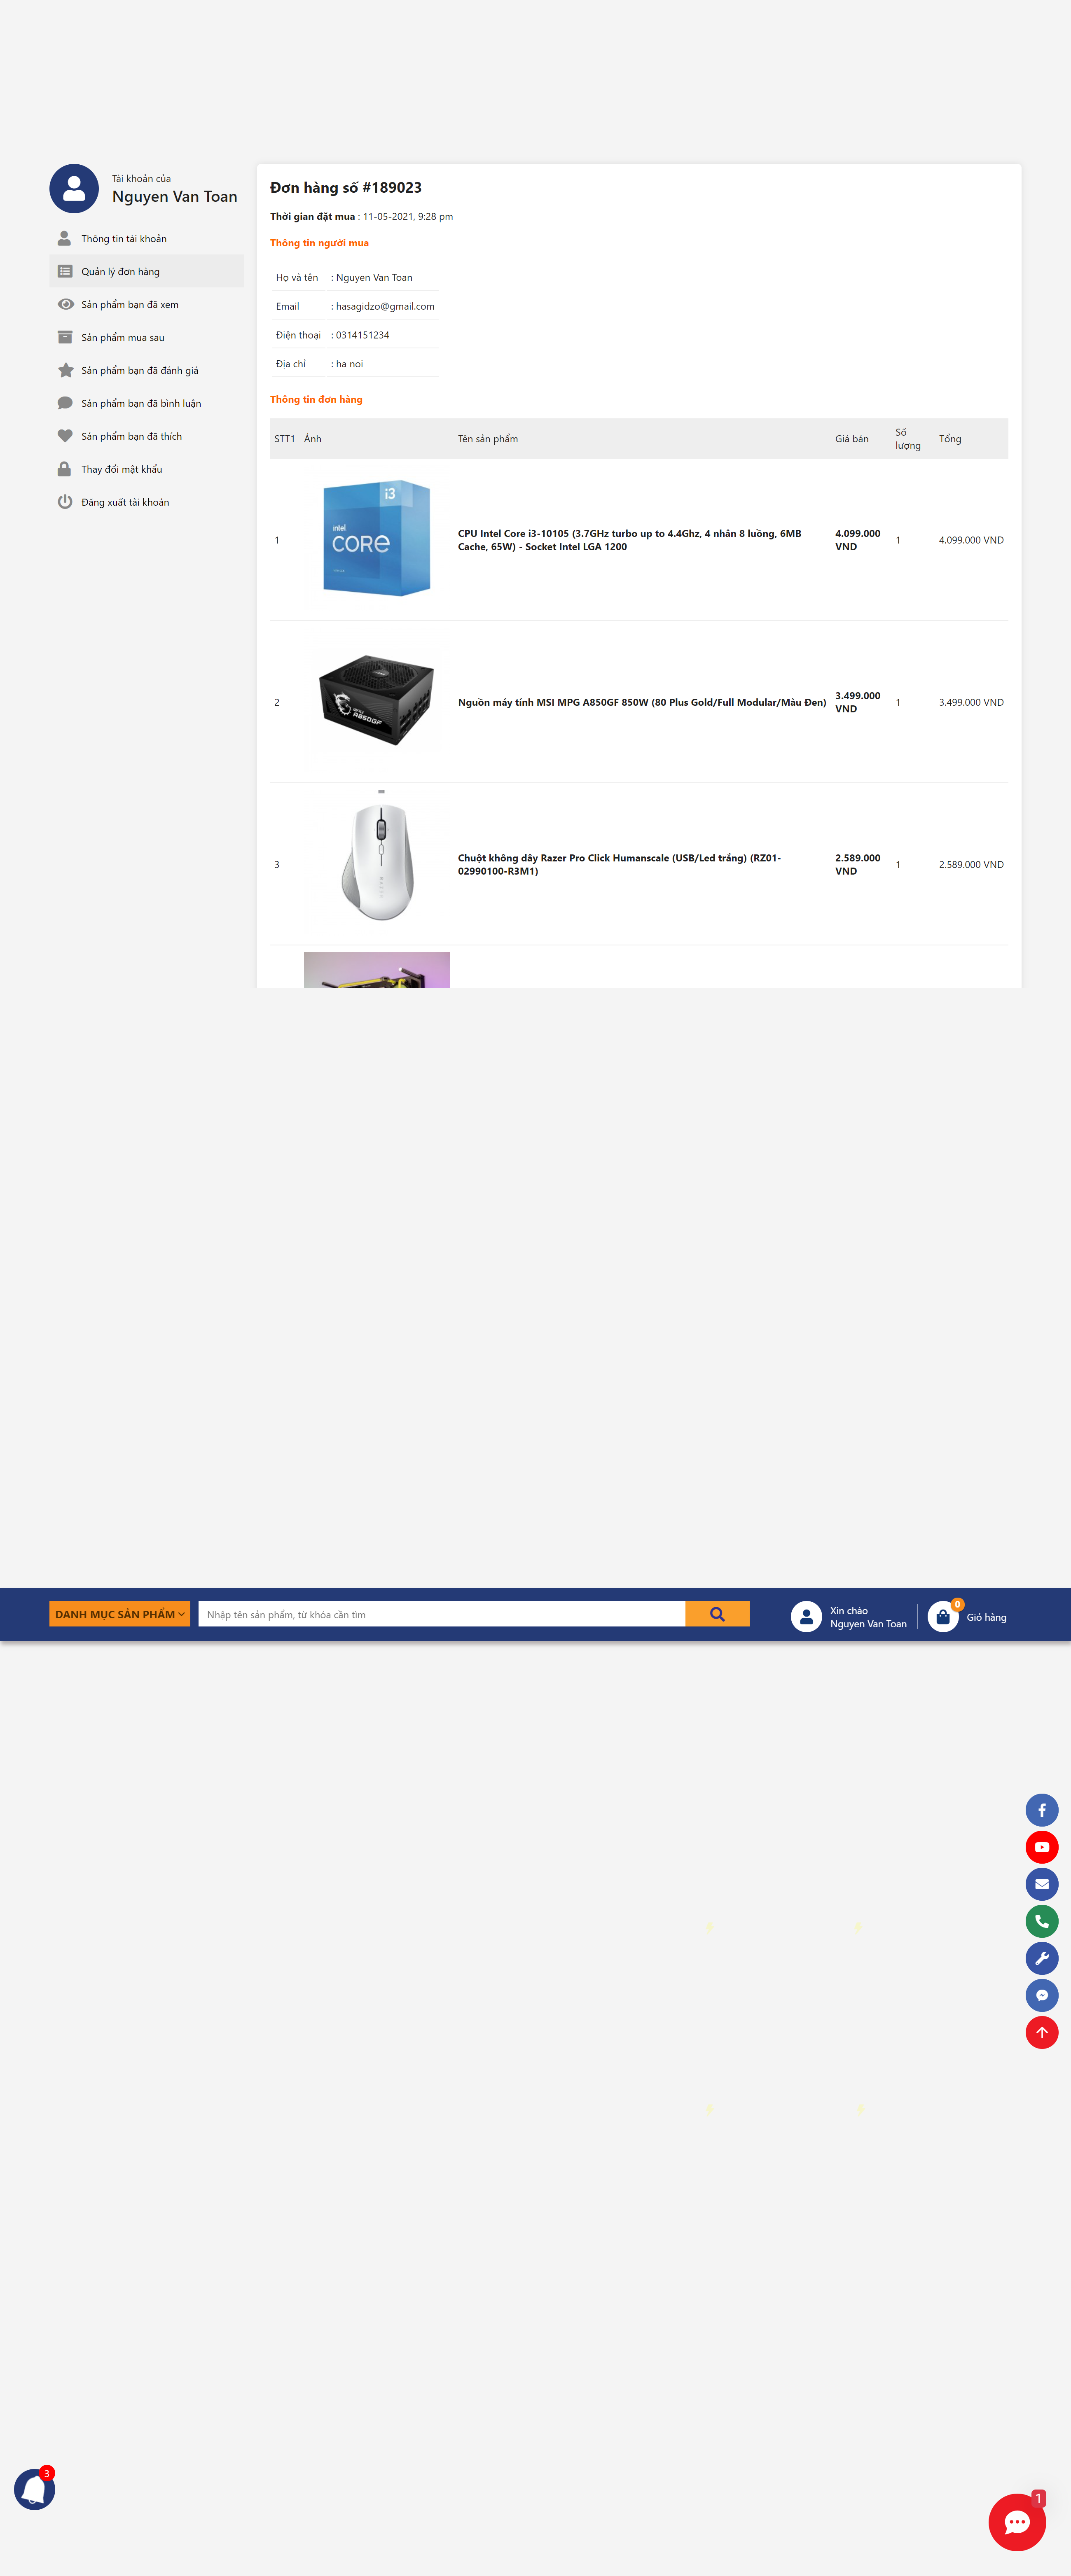 Tài khoản của
Nguyen Van Toan
Thông tin tài khoản
Quản lý đơn hàng
Sản phẩm bạn đã xem
Sản phẩm mua sau
Sản phẩm bạn đã đánh giá
Sản phẩm bạn đã bình luận
Sản phẩm bạn đã thích
Thay đổi mật khẩu
Đăng xuất tài khoản
Đơn hàng số #189023
Thời gian đặt mua : 11-05-2021, 9:28 pm
Thông tin người mua
Họ và tên : Nguyen Van Toan
Email : hasagidzo@gmail.com
Điện thoại : 0314151234
Địa chỉ : ha noi
Thông tin đơn hàng
STT1 Ảnh Tên sản phẩm Giá bán Số lượng Tổng
i3
intel
CORE
1 CPU Intel Core i3-10105 (3.7GHz turbo up to 4.4Ghz, 4 nhân 8 luồng, 6MB
Cache, 65W) - Socket Intel LGA 1200
4.099.000
VND
1 4.099.000 VND
A850GF
2 Nguồn máy tính MSI MPG A850GF 850W (80 Plus Gold/Full Modular/Màu Đen)
3.499.000
VND
1 3.499.000 VND
3 Chuột không dây Razer Pro Click Humanscale (USB/Led trắng) (RZ01-
02990100-R3M1)
2.589.000
VND
1 2.589.000 VND
DANH MỤC SẢN PHẨM
Nhập tên sản phẩm, từ khóa cần tìm
Xin chào
Nguyen Van Toan
0
Giỏ hàng
3
1